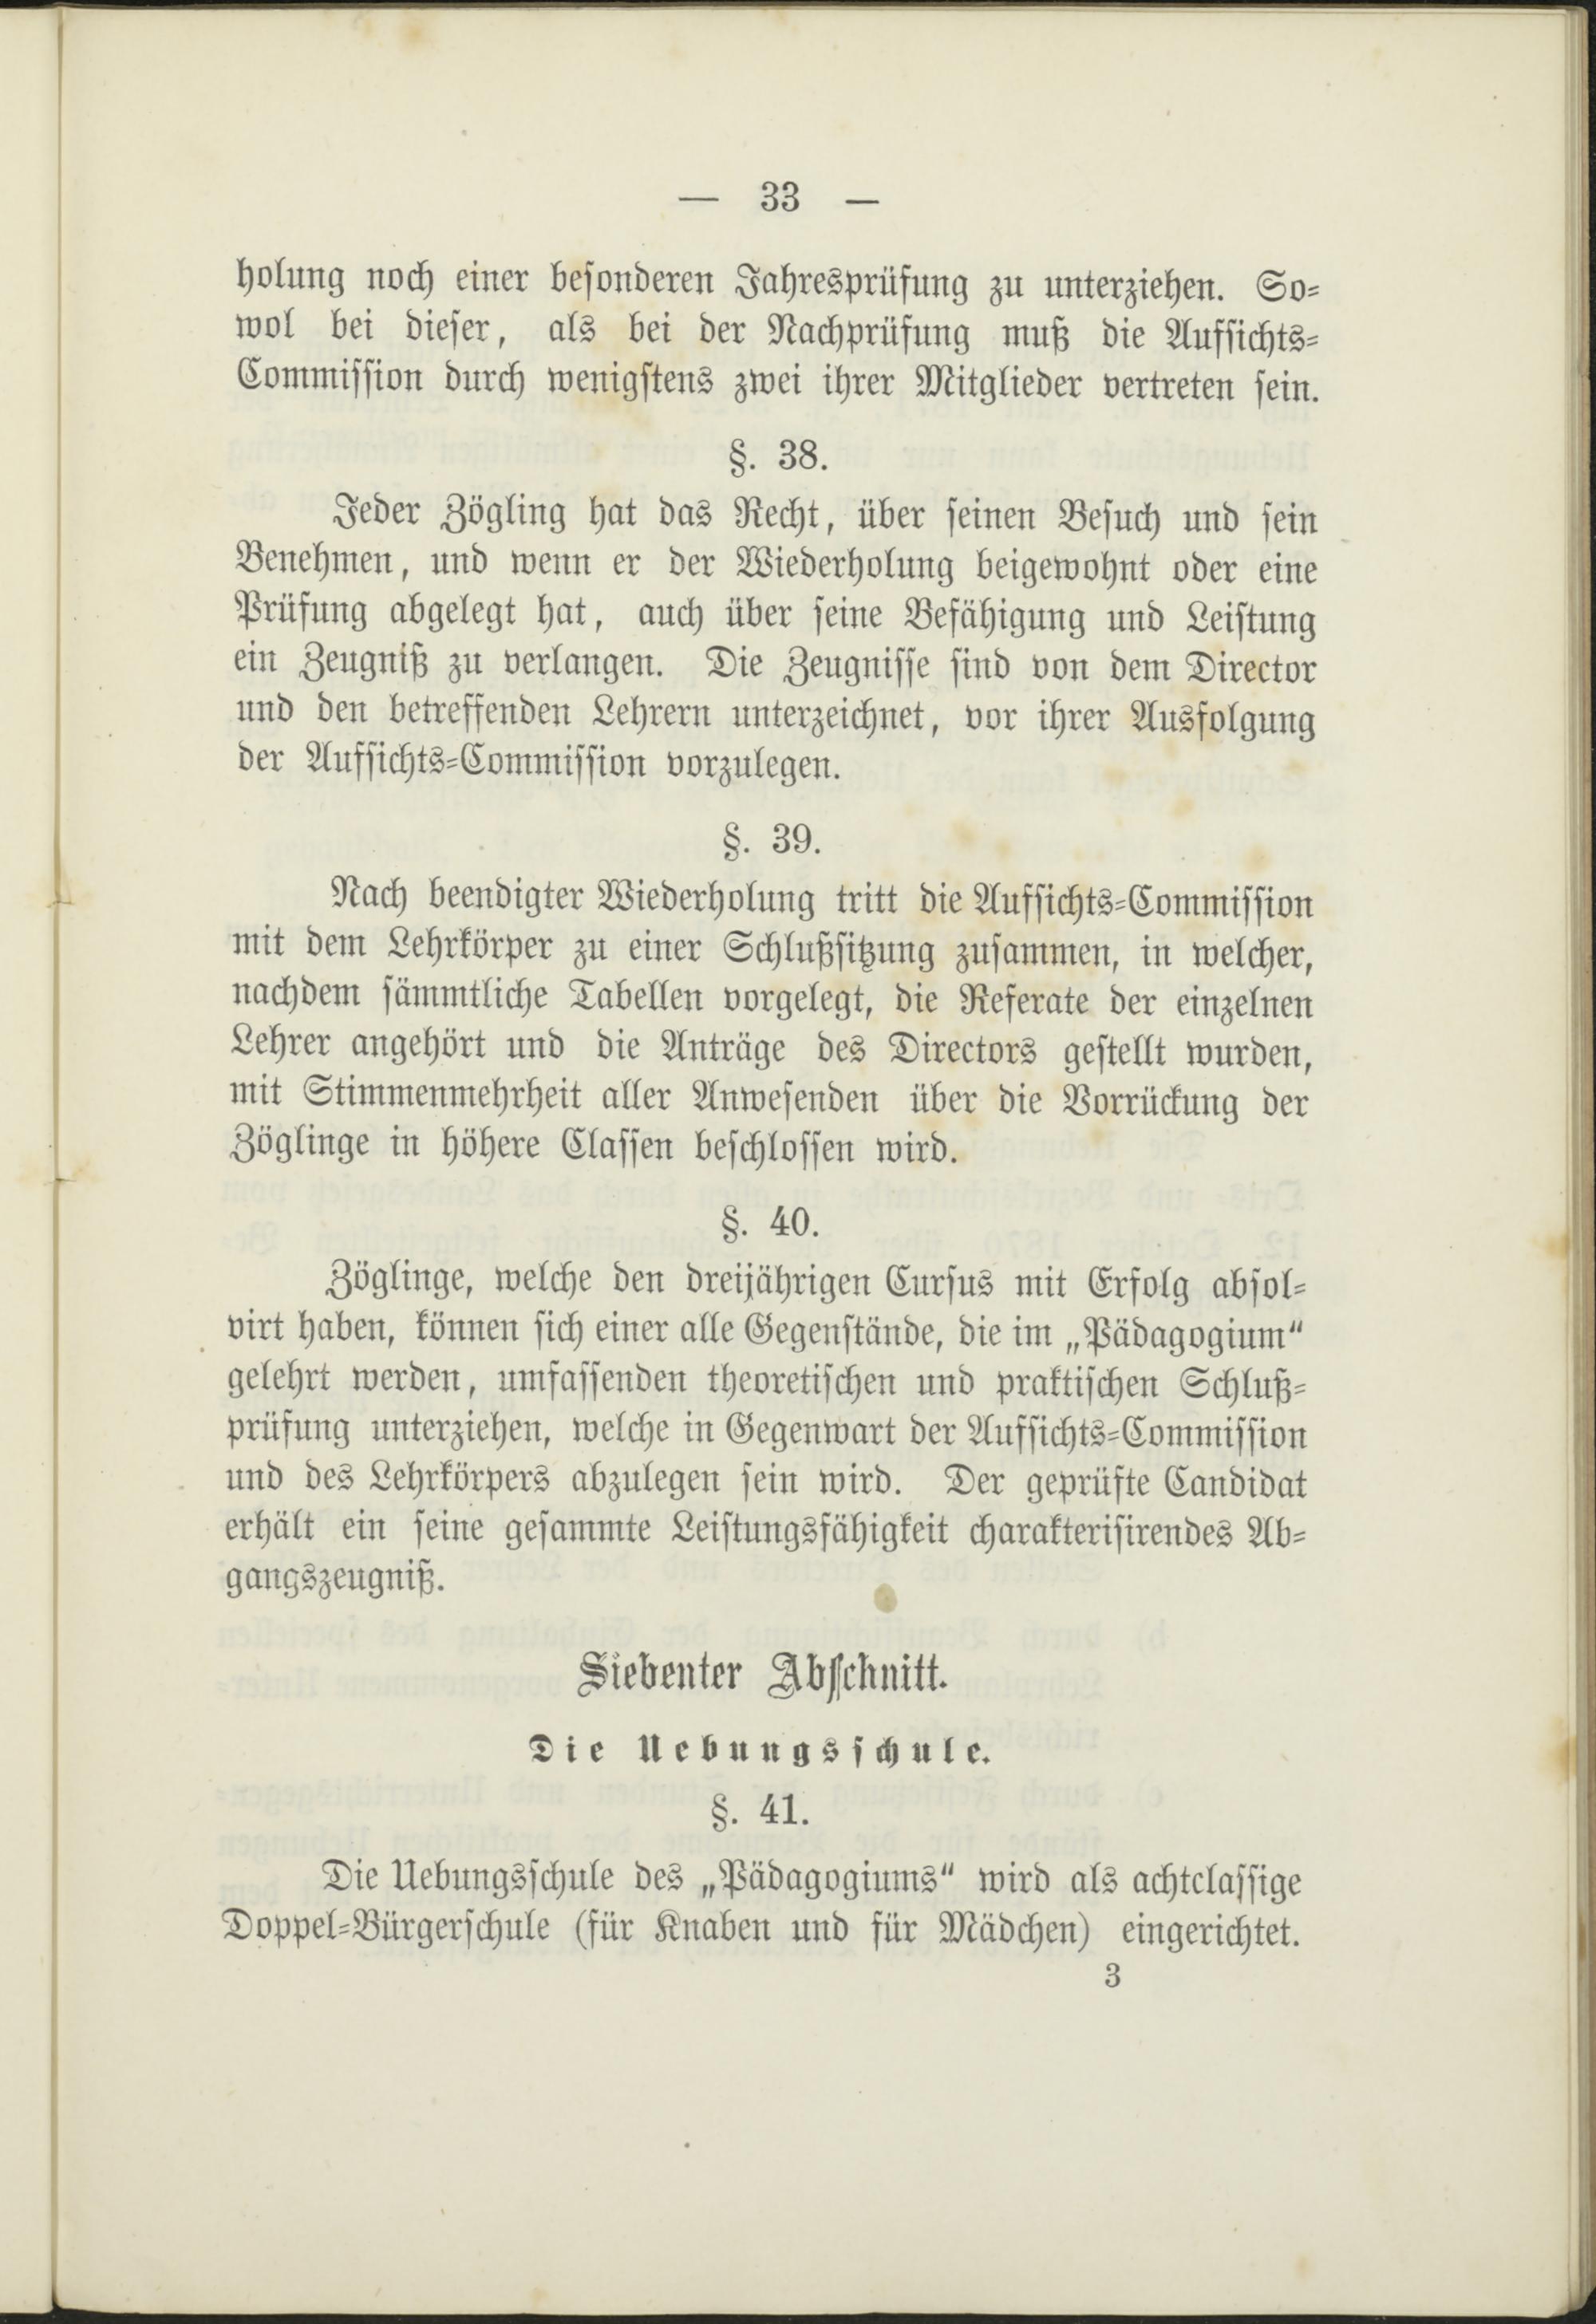 — 33 —
holung noch einer besonderen Jahresprüfung zu unterziehen. So-
wol bei dieser, als bei der Nachprüfung muß die Aufsichts-
Commission durch wenigstens zwei ihrer Mitglieder vertreten sein.
§. 38.
Jeder Zögling hat das Recht, über seinen Besuch und sein
Benehmen, und wenn er der Wiederholung beigewohnt oder eine
Prüfung abgelegt hat, auch über seine Befähigung und Leistung
ein Zeugniß zu verlangen. Die Zeugnisse sind von dem Director
und den betreffenden Lehrern unterzeichnet, vor ihrer Ausfolgung
der Aufsichts-Commission vorzulegen.
§. 39.
Nach beendigter Wiederholung tritt die Aufsichts-Commission
mit dem Lehrkörper zu einer Schlußsitzung zusammen, in welcher,
nachdem sämmtliche Tabellen vorgelegt, die Referate der einzelnen
Lehrer angehört und die Anträge des Directors gestellt wurden,
mit Stimmenmehrheit aller Anwesenden über die Vorrückung der
Zöglinge in höhere Classen beschlossen wird.
§. 40.
Zöglinge, welche den dreijährigen Cursus mit Erfolg absol-
virt haben, können sich einer alle Gegenstände, die im „Pädagogium“
gelehrt werden, umfassenden theoretischen und praktischen Schluß-
prüfung unterziehen, welche in Gegenwart der Aufsichts-Commission
und des Lehrkörpers abzulegen sein wird. Der geprüfte Candidat
erhält ein seine gesammte Leistungsfähigkeit charakterisirendes Ab-
gangszeugniß.
Siebenter Abschnitt.
Die Uebungsschule.
§. 41.
Die Uebungsschule des „Pädagogiums“ wird als achtclassige
Doppel-Bürgerschule (für Knaben und für Mädchen) eingerichtet.
3